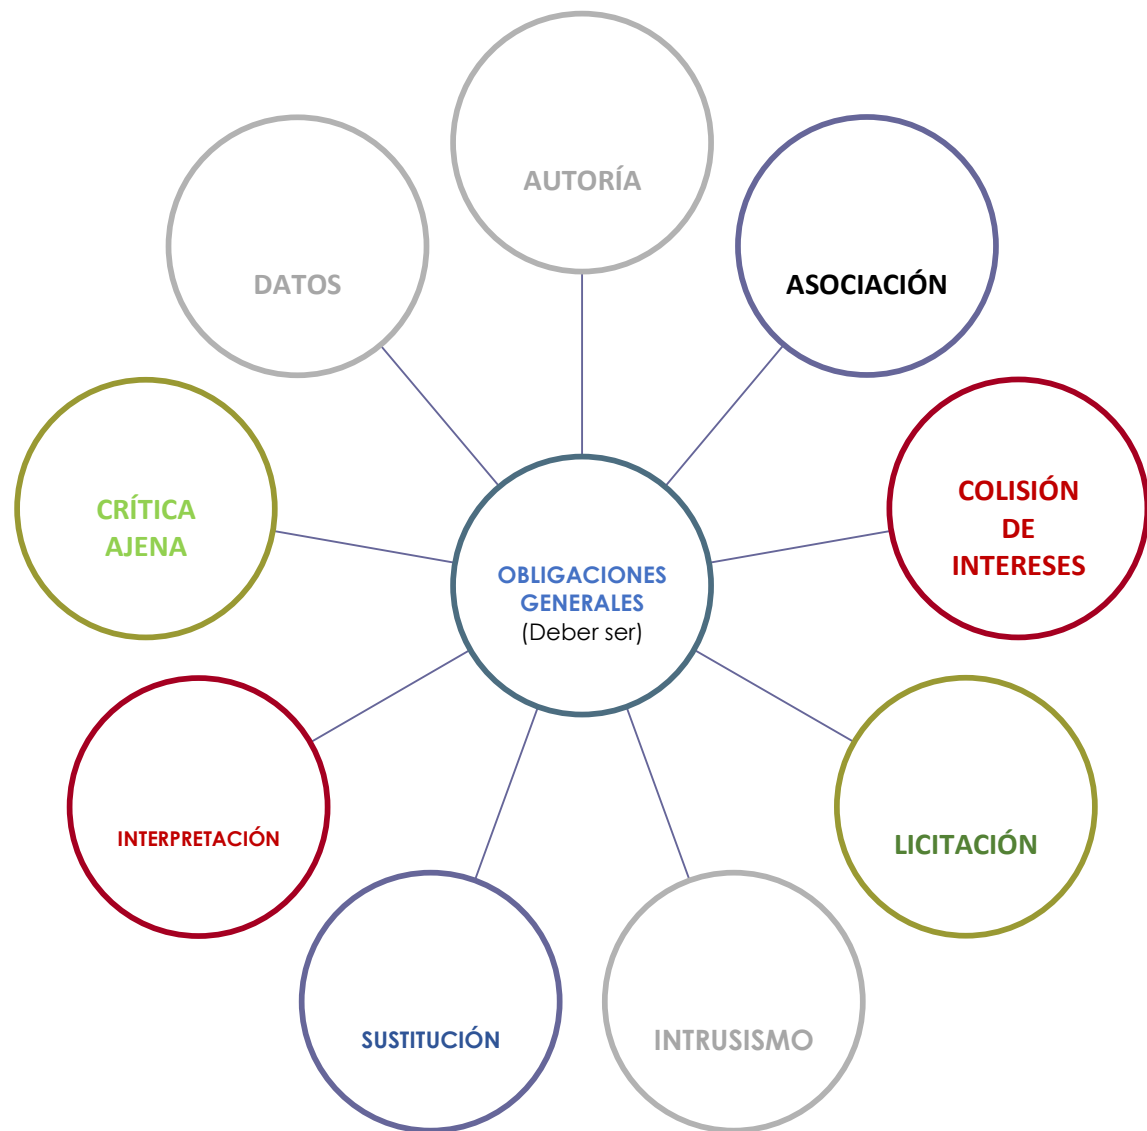 AUTORÍA
DATOS
ASOCIACIÓN
CRÍTICA
AJENA
COLISIÓN
DE
INTERESES
OBLIGACIONES
GENERALES
(Deber ser)
INTERPRETACIÓN
LICITACIÓN
SUSTITUCIÓN
INTRUSISMO